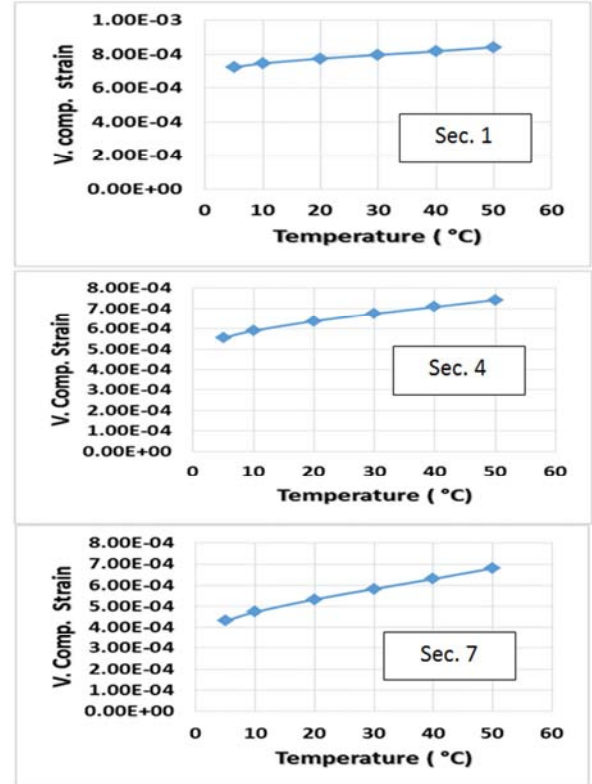 V. comp. strain
1.00E-03
8.00E-04
6.00E-04
4.00E-04
2.00E-04
0.00E+00
Sec. 1
0 10 20 30 40 50 60
Temperature ( °C)
V. Comp. Strain
8.00E-04
7.00E-04
6.00E-04
5.00E-04
4.00E-04
3.00E-04
2.00E-04
1.00E-04
0.00E+00
Sec. 4
0 10 20 30 40 50 60
Temperature ( °C)
V. Comp. Strain
8.00E-04
7.00E-04
6.00E-04
5.00E-04
4.00E-04
3.00E-04
2.00E-04
1.00E-04
0.00E+00
Sec. 7
0 10 20 30 40 50 60
Temperature ( °C)